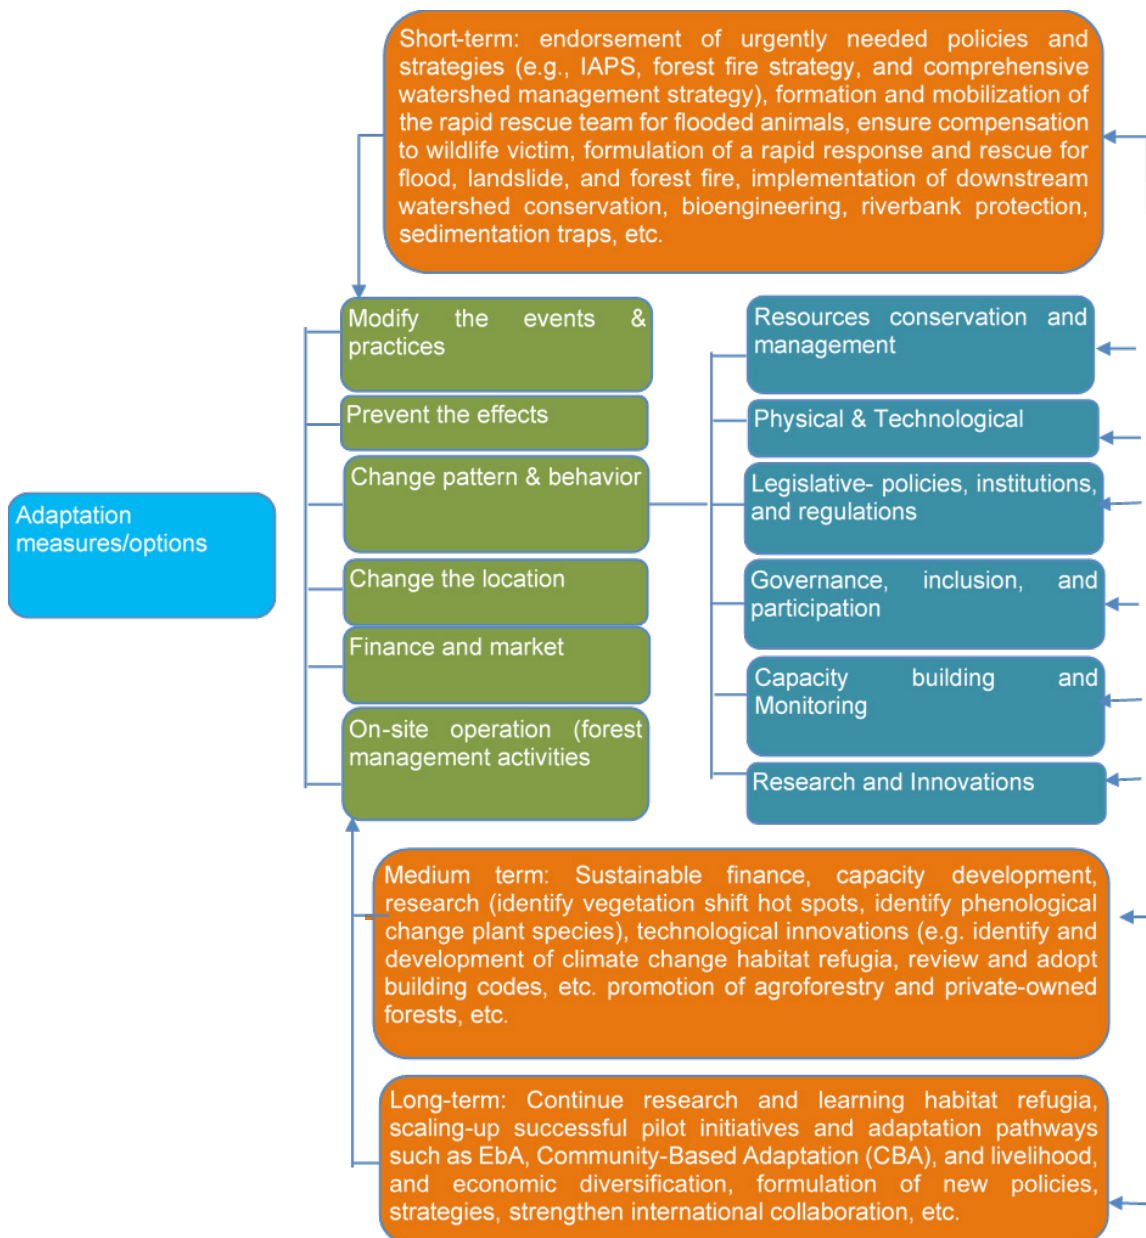 Short-term: endorsement of urgently needed policies and
strategies (e.g., IAPS, forest fire strategy, and comprehensive
watershed management strategy), formation and mobilization of
the rapid rescue team for flooded animals, ensure compensation
to wildlife victim, formulation of a rapid response and rescue for
flood, landslide, and forest fire, implementation of downstream
watershed conservation, bioengineering, riverbank protection,
sedimentation traps, etc.
Adaptation
measures/options
Modify the events &
practices
Prevent the effects
Change pattern & behavior
Change the location
Finance and market
On-site operation (forest
management activities
Resources conservation and
management
Physical & Technological
Legislative- policies, institutions,
and regulations
Governance, inclusion, and
participation
Capacity building and
Monitoring
Research and Innovations
Medium term: Sustainable finance, capacity development,
research (identify vegetation shift hot spots, identify phenological
change plant species), technological innovations (e.g. identify and
development of climate change habitat refugia, review and adopt
building codes, etc. promotion of agroforestry and private-owned
forests, etc.
Long-term: Continue research and learning habitat refugia,
scaling-up successful pilot initiatives and adaptation pathways
such as EbA, Community-Based Adaptation (CBA), and livelihood,
and economic diversification, formulation of new policies,
strategies, strengthen international collaboration, etc.